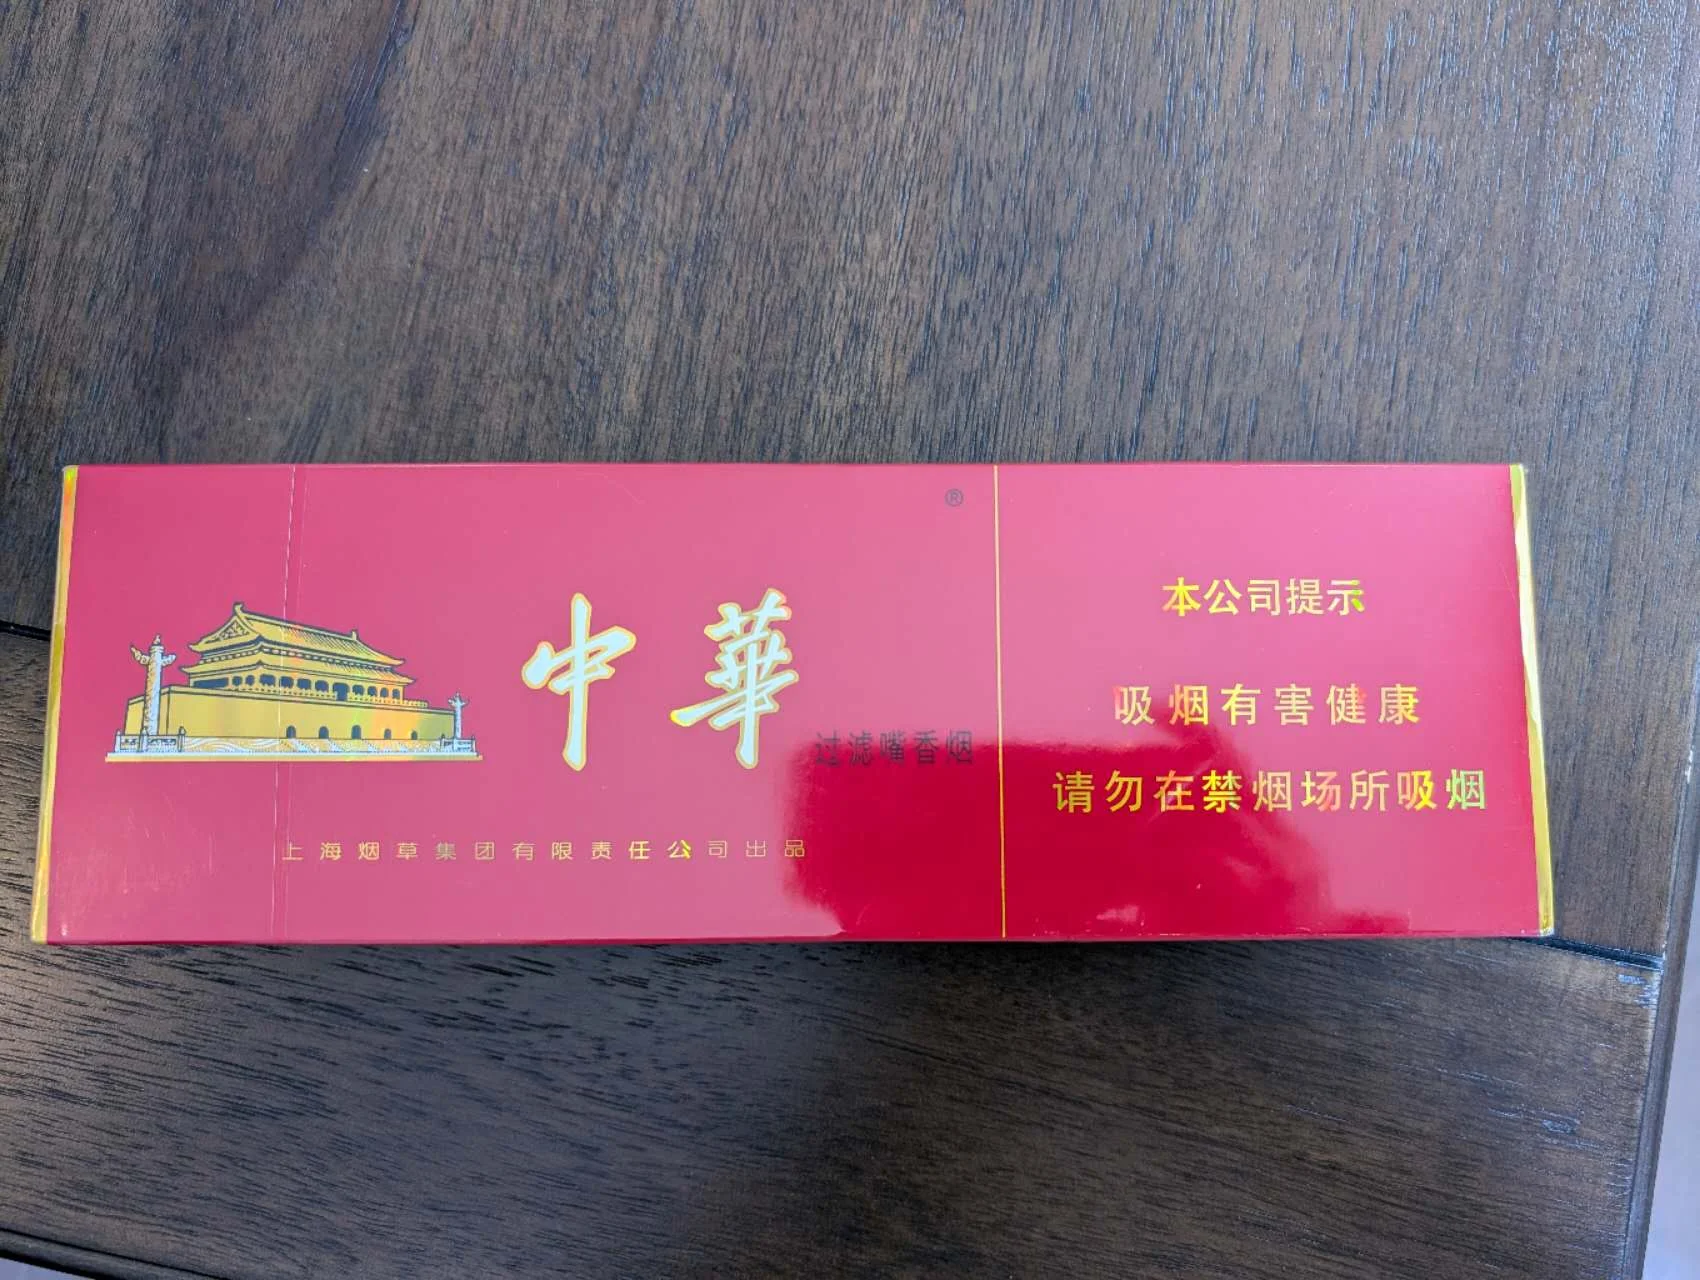 ®
中華
过滤嘴香烟
上海烟草集团有限责任公司出品
本公司提示
吸烟有害健康
请勿在禁烟场所吸烟